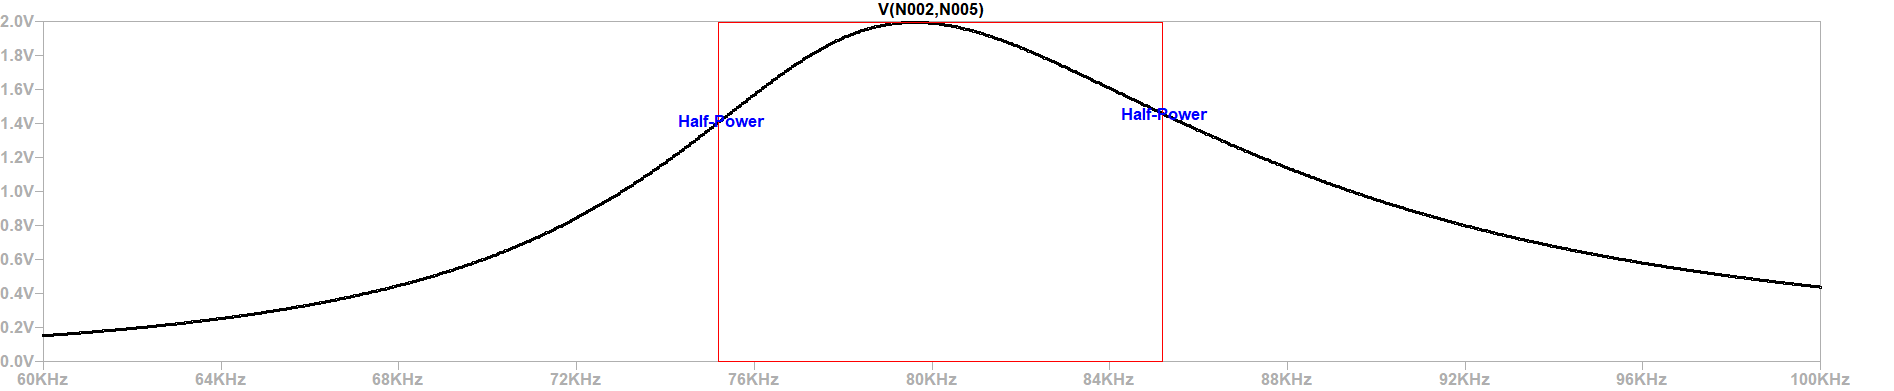 V(N002,N005)
2.0V
1.8V
1.6V
1.4V
1.2V
1.0V
0.8V
0.6V
0.4V
0.2V
0.0V
Half-Power
Half-Power
60KHz 64KHz 68KHz 72KHz 76KHz 80KHz 84KHz 88KHz 92KHz 96KHz 100KHz